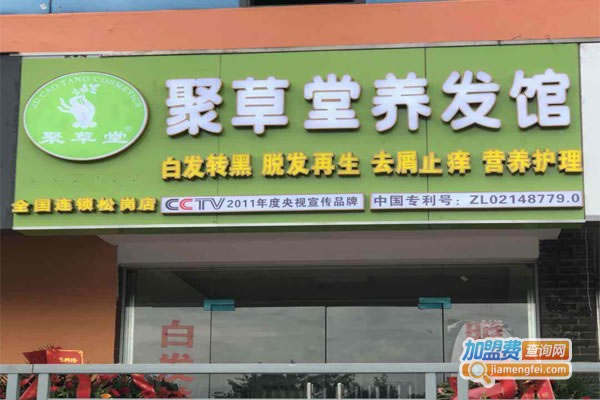 JU CAO TANG COSMETICS
聚草堂
聚草堂养发馆
白发转黑 脱发再生 去屑止痒 营养护理
全国连锁松岗店
CCTV 2011年度央视宣传品牌
中国专利号：ZL02148779.0
白发
加盟费查询网
jiamengfei.com